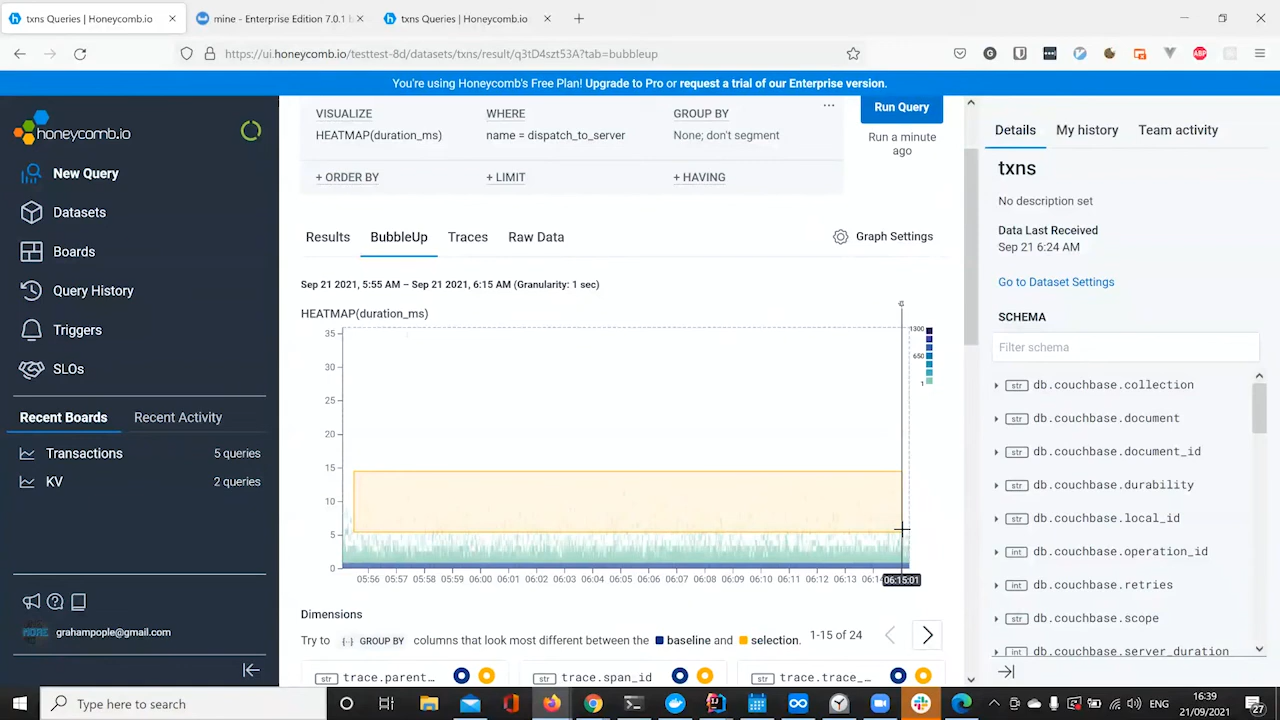 txns Queries | Honeycomb.io
mine - Enterprise Edition 7.0.1
txns Queries | Honeycomb.io
https://ui.honeycomb.io/testtest-8d/datasets/txns/result/q3tD4szt53A?tab=bubbleup
You're using Honeycomb's Free Plan! Upgrade to Pro or request a trial of our Enterprise version.
honeycomb.io
New Query
Datasets
Boards
Query History
Triggers
SLOs
Recent Boards
Recent Activity
Transactions
5 queries
KV
2 queries
MORE
grahampople@gmail.com
VISUALIZE
WHERE
GROUP BY
HEATMAP(duration_ms)
name = dispatch_to_server
None; don't segment
+ ORDER BY
+ LIMIT
+ HAVING
Run Query
Run a minute
ago
Results
BubbleUp
Traces
Raw Data
Graph Settings
Sep 21 2021, 5:55 AM – Sep 21 2021, 6:15 AM (Granularity: 1 sec)
HEATMAP(duration_ms)
35
30
25
20
15
10
5
0
1300
650
1
05:56 05:57 05:58 05:59 06:00 06:01 06:02 06:03 06:04 06:05 06:06 06:07 06:08 06:09 06:10 06:11 06:12 06:13 06:14
06:15:01
Dimensions
Try to GROUP BY columns that look most different between the baseline and selection.
1-15 of 24
str trace.parent...
str trace.span_id
str trace.trace_...
Details
My history
Team activity
txns
No description set
Data Last Received
Sep 21 6:24 AM
Go to Dataset Settings
SCHEMA
Filter schema
str db.couchbase.collection
str db.couchbase.document
str db.couchbase.document_id
str db.couchbase.durability
str db.couchbase.local_id
int db.couchbase.operation_id
int db.couchbase.retries
str db.couchbase.scope
int db.couchbase.server_duration
Type here to search
ENG
16:39
21/09/2021
27